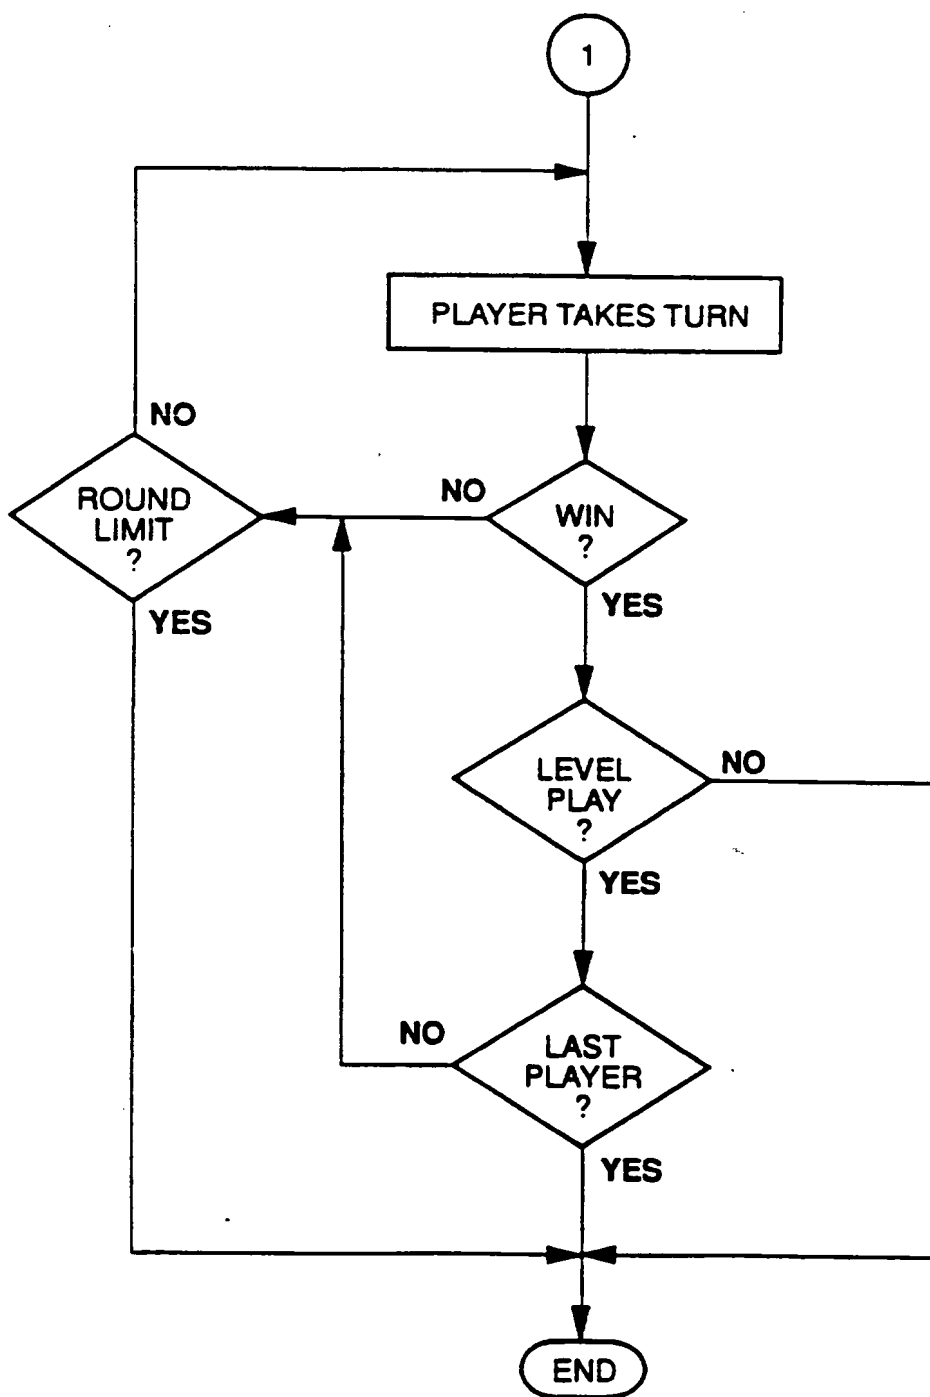 1
PLAYER TAKES TURN
NO
ROUND
LIMIT
?
YES
NO
WIN
?
YES
LEVEL
PLAY
?
NO
YES
NO
LAST
PLAYER
?
YES
END